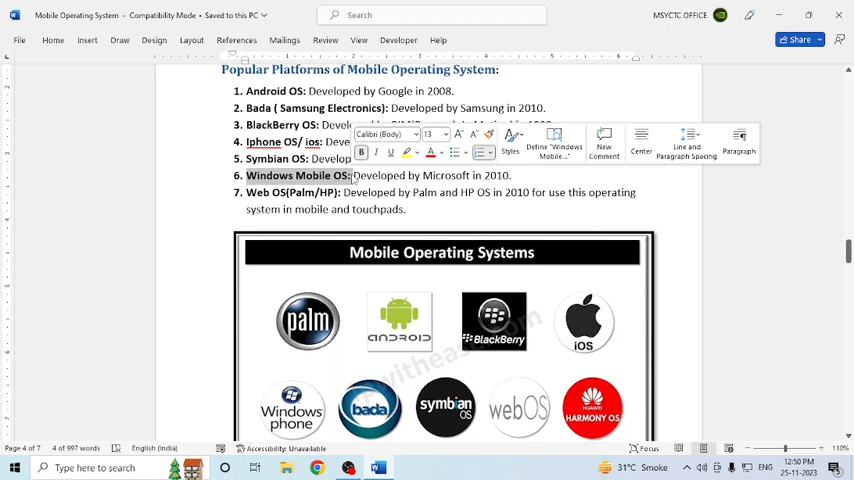 Mobile Operating System - Compatibility Mode • Saved to this PC
Search
MSYCTC OFFICE
File Home Insert Draw Design Layout References Mailings Review View Developer Help
Share
Popular Platforms of Mobile Operating System:
1. Android OS: Developed by Google in 2008.
2. Bada ( Samsung Electronics): Developed by Samsung in 2010.
3. BlackBerry OS:
4. Iphone OS/ ios: Deve
5. Symbian OS: Develop
6. Windows Mobile OS: Developed by Microsoft in 2010.
7. Web OS(Palm/HP): Developed by Palm and HP OS in 2010 for use this operating
system in mobile and touchpads.
Calibri (Body) 13
Styles
Define "Windows
Mobile..."
New
Comment
Center
Line and
Paragraph Spacing
Paragraph
Mobile Operating Systems
palm
ANDROID
BlackBerry
iOS
Windows
phone
bada
symbian
OS
webOS
HUAWEI
HARMONY OS
Page 4 of 7 4 of 997 words English (India) Accessibility: Unavailable Focus 110%
Type here to search
31°C Smoke
ENG
12:50 PM
25-11-2023